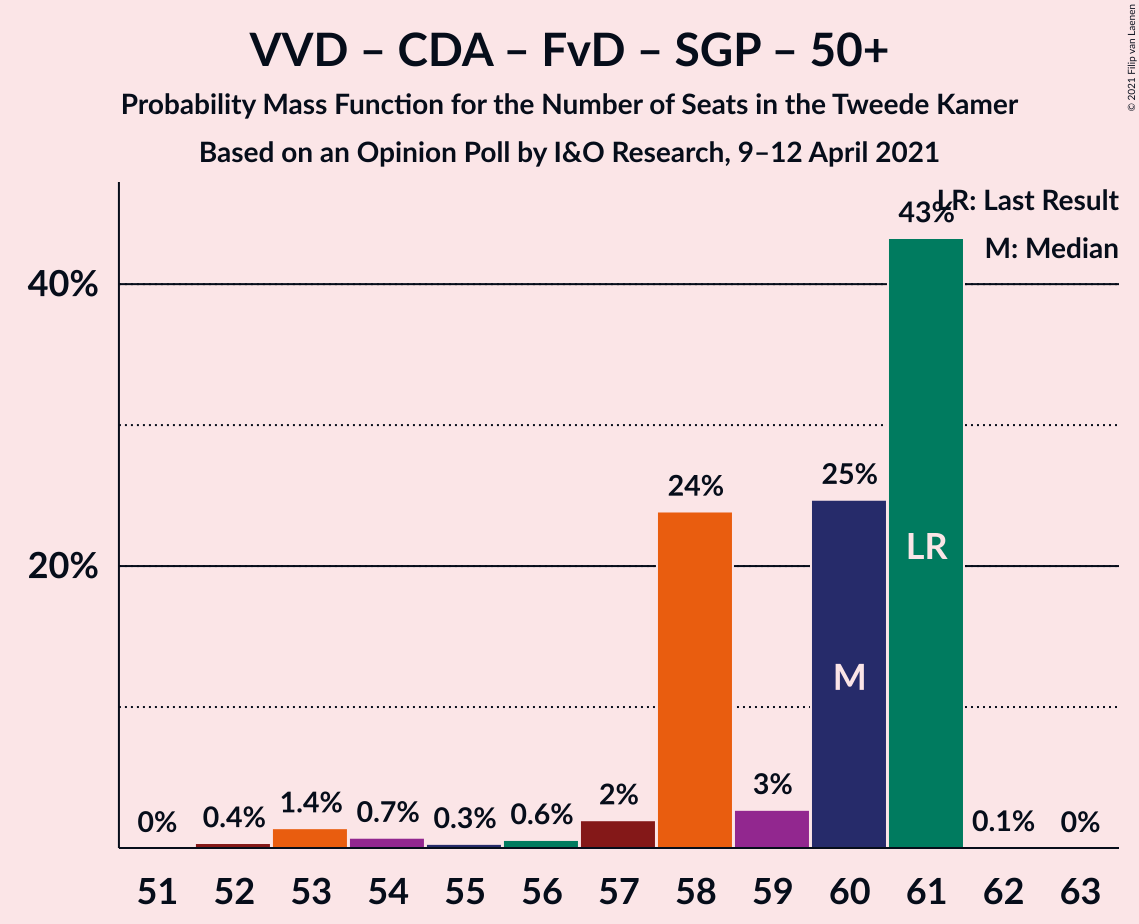 VVD – CDA – FvD – SGP – 50+
Probability Mass Function for the Number of Seats in the Tweede Kamer
Based on an Opinion Poll by I&O Research, 9–12 April 2021
© 2021 Filip van Laenen
LR: Last Result
M: Median
40%
20%
0%
0.4%
1.4%
0.7%
0.3%
0.6%
2%
24%
3%
25%
43%
0.1%
0%
M
LR
51 52 53 54 55 56 57 58 59 60 61 62 63